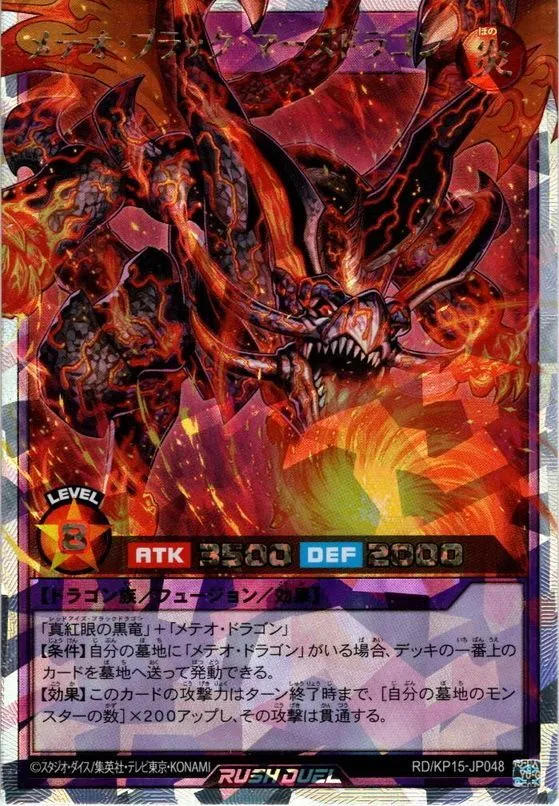 メテオ・ブラック・マーズドラゴン
炎
ほの
LEVEL
8
ATK 3500 DEF 2000
【ドラゴン族／フュージョン／効果】
「真紅眼の黒竜」＋「メテオ・ドラゴン」
【条件】自分の墓地に「メテオ・ドラゴン」がいる場合、デッキの一番上の
カードを墓地へ送って発動できる。
【効果】このカードの攻撃力はターン終了時まで、［自分の墓地のモン
スターの数］×200アップし、その攻撃は貫通する。
©スタジオ・ダイス/集英社・テレビ東京・KONAMI
RUSH DUEL
RD/KP15-JP048